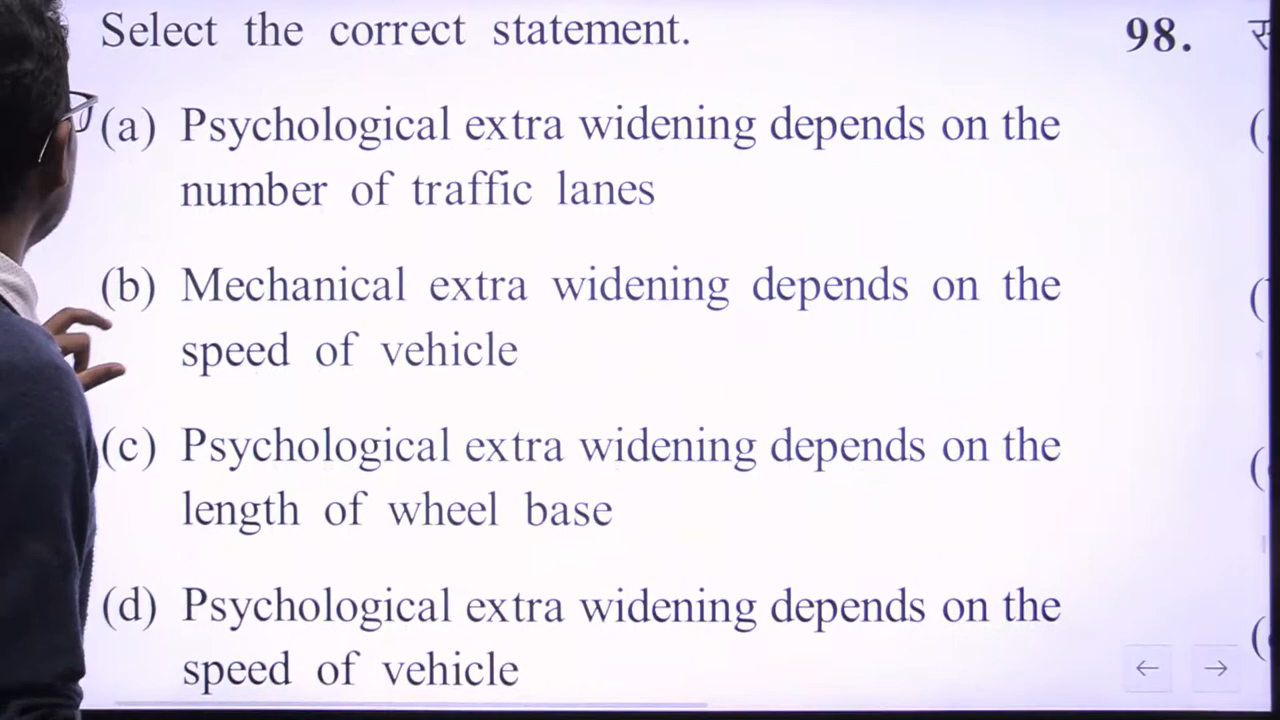 Select the correct statement.
98.
(a) Psychological extra widening depends on the
number of traffic lanes
(b) Mechanical extra widening depends on the
speed of vehicle
(c) Psychological extra widening depends on the
length of wheel base
(d) Psychological extra widening depends on the
speed of vehicle